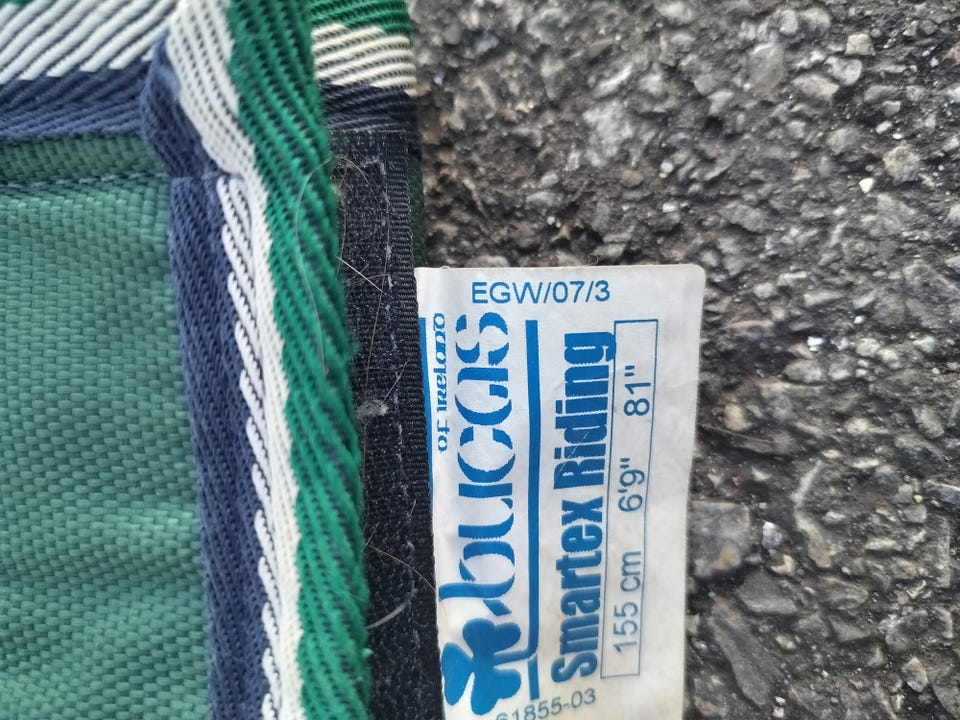 EGW/07/3
bucas
OF IRELAND
Smartex Riding
155 cm 6'9" 81"
61855-03